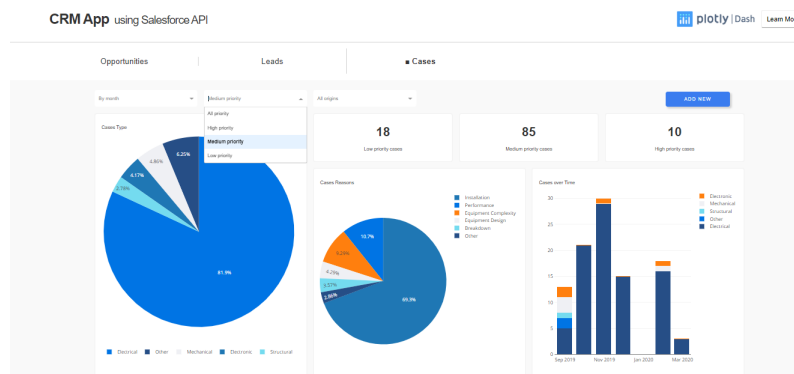 CRM App using Salesforce API
plotly | Dash
Learn Mo
Opportunities
Leads
Cases
By month
Medium priority
All origins
ADD NEW
All priority
High priority
Medium priority
Low priority
Cases Type
6.25%
4.86%
4.17%
2.78%
81.9%
Electrical
Other
Mechanical
Electronic
Structural
18
Low priority cases
85
Medium priority cases
10
High priority cases
Cases Reasons
Installation
Performance
Equipment Complexity
Equipment Design
Breakdown
Other
10.7%
4.29%
3.57%
2.86%
69.3%
Cases over Time
Electronic
Mechanical
Structural
Other
Electrical
30
25
20
15
10
5
0
Sep 2019
Nov 2019
Jan 2020
Mar 2020